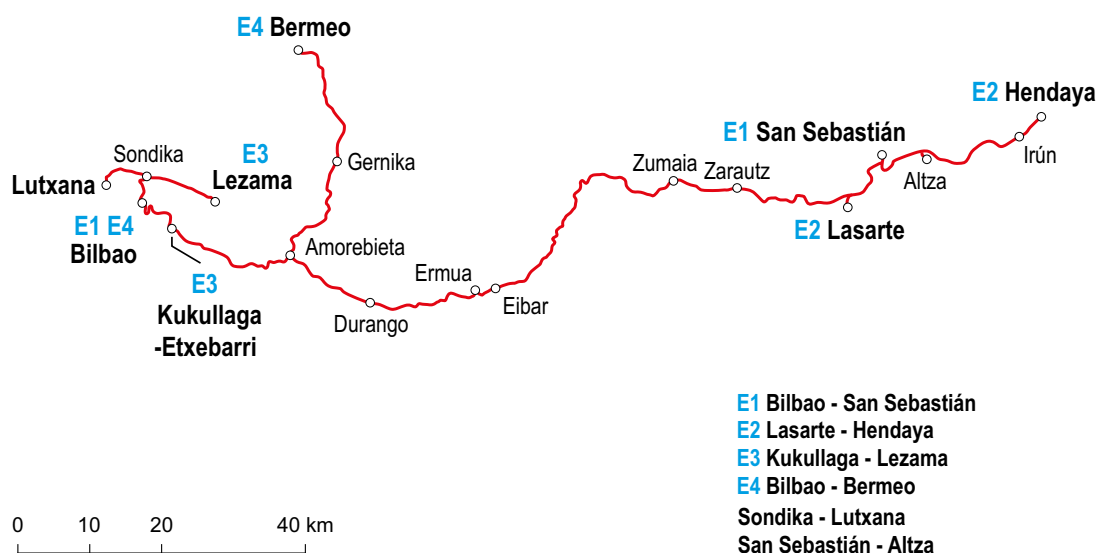 E4 Bermeo
E2 Hendaya
E1 San Sebastián
Sondika
E3
Lezama
Gernika
Irún
Lutxana
Zumaia
Zarautz
Altza
E1 E4
Bilbao
E2 Lasarte
Amorebieta
E3
Kukullaga
-Etxebarri
Ermua
Eibar
Durango
E1 Bilbao - San Sebastián
E2 Lasarte - Hendaya
E3 Kukullaga - Lezama
E4 Bilbao - Bermeo
Sondika - Lutxana
San Sebastián - Altza
0 10 20 40 km